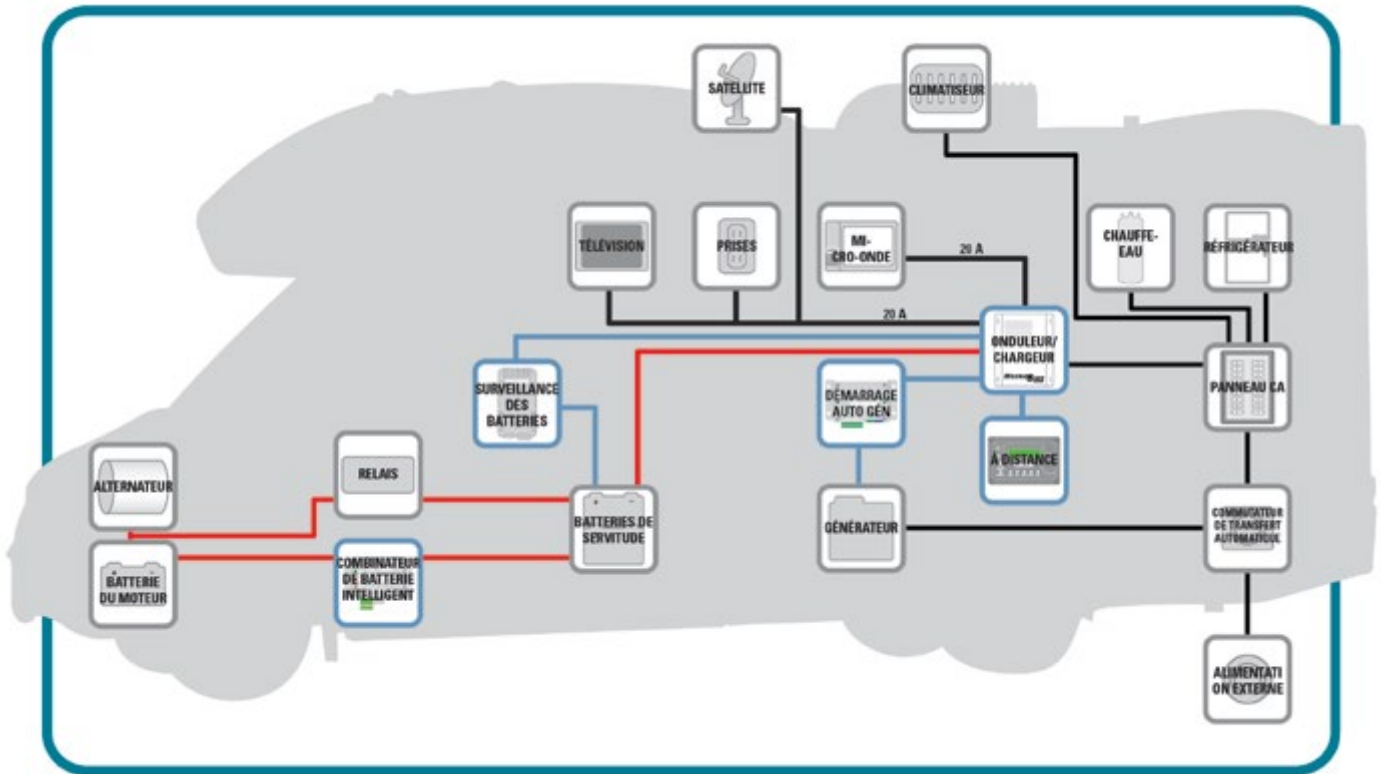 SATELLITE
CLIMATISEUR
TÉLÉVISION
PRISES
MI-
CRO-ONDE
20 A
CHAUFFE-
EAU
RÉFRIGÉRATEUR
20 A
ONDULEUR/
CHARGEUR
PANNEAU CA
SURVEILLANCE
DES
BATTERIES
DÉMARRAGE
AUTO GÉN
À DISTANCE
ALTERNATEUR
RELAIS
BATTERIES DE
SERVITUDE
GÉNÉRATEUR
COMMUTATEUR
DE TRANSFERT
AUTOMATIQUE
BATTERIE
DU MOTEUR
COMBINATEUR
DE BATTERIE
INTELLIGENT
ALIMENTATI
ON EXTERNE